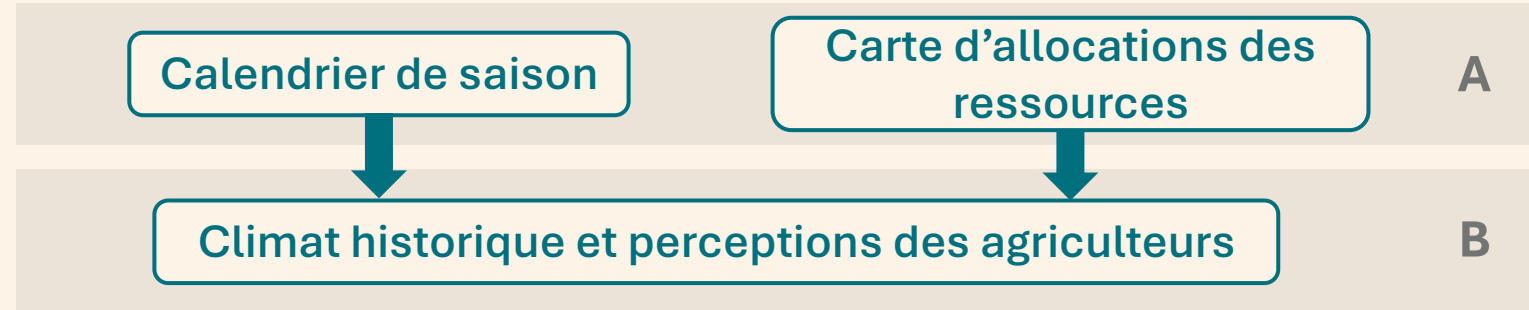 Calendrier de saison
Carte d’allocations des
ressources
A
Climat historique et perceptions des agriculteurs
B